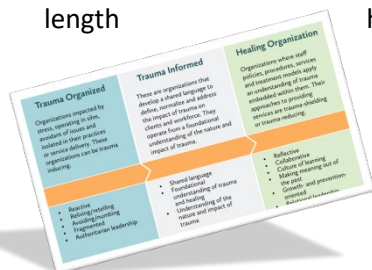 length
Trauma Organized
Organizations impacted by
stress, operating in silm,
avoidant of issues and
isolated in their practices
or service delivery. These
organizations can be trauma
inducing.
Trauma Informed
These are organizations that
develop a shared language to
define, normalize and address
the impact of trauma on
clients and workforce. They
operate from a foundational
understanding of the nature and
impact of trauma.
Healing Organization
Organizations where staff
policies, procedures, services
and treatment models apply
an understanding of trauma
embedded within them. Their
approaches to providing
services are trauma-shielding
or trauma-reducing.
• Reactive
• Reliving/retelling
• Avoiding/numbing
• Fragmented
• Authoritarian leadership
• Shared language
• Foundational
understanding of trauma
and healing
• Understanding of the
nature and impact of
trauma
• Reflective
• Collaborative
• Culture of learning
• Making meaning out of
the past
• Growth- and prevention-
oriented
• Relational leadership